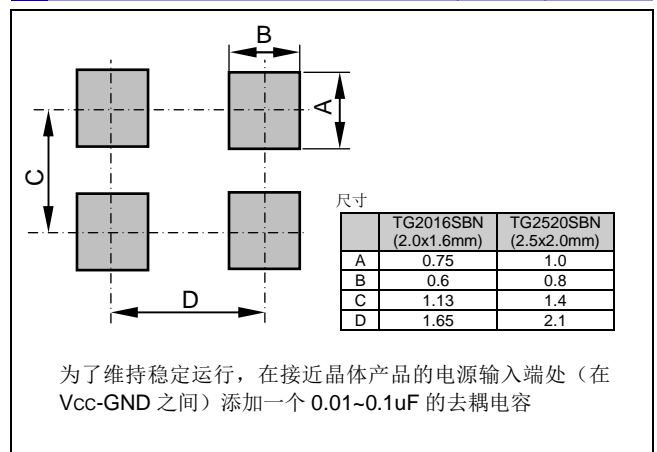 B
A
C
D
尺寸
TG2016SBN (2.0x1.6mm) TG2520SBN (2.5x2.0mm)
A 0.75 1.0
B 0.6 0.8
C 1.13 1.4
D 1.65 2.1
为了维持稳定运行，在接近晶体产品的电源输入端处（在
Vcc-GND 之间）添加一个 0.01~0.1uF 的去耦电容